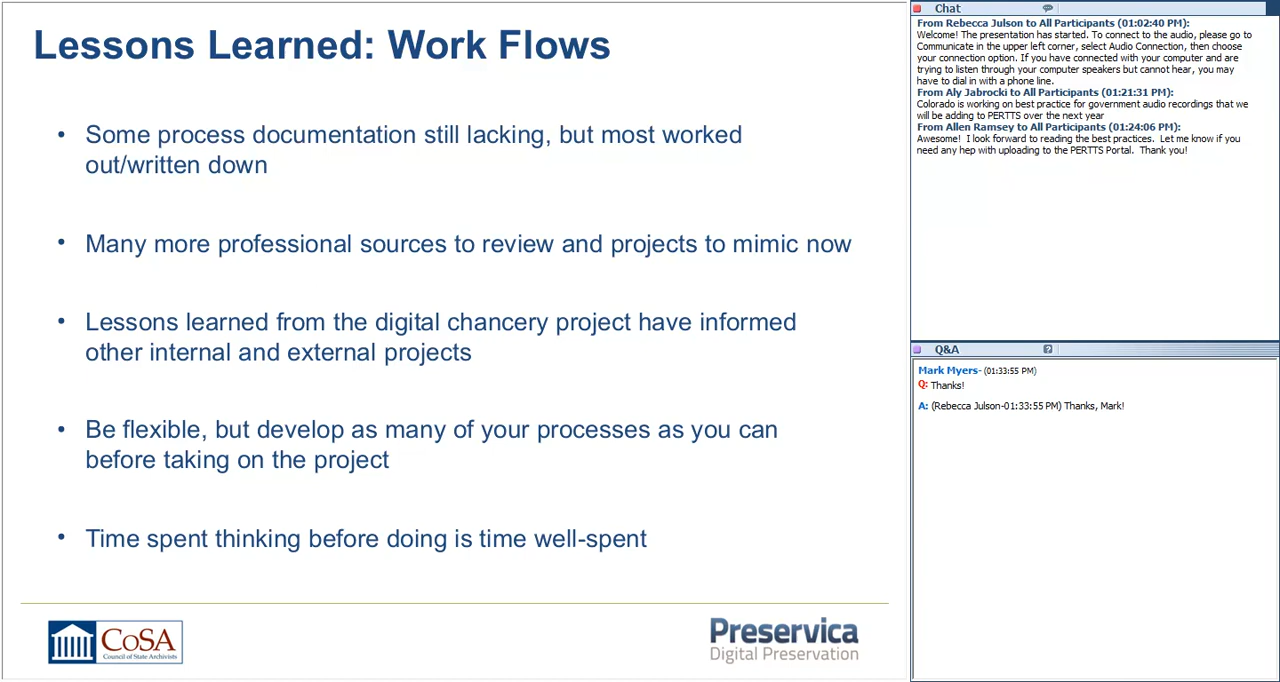 Lessons Learned: Work Flows
• Some process documentation still lacking, but most worked
out/written down
• Many more professional sources to review and projects to mimic now
• Lessons learned from the digital chancery project have informed
other internal and external projects
• Be flexible, but develop as many of your processes as you can
before taking on the project
• Time spent thinking before doing is time well-spent
CoSA
Council of State Archivists
Preservica
Digital Preservation
Chat
From Rebecca Julson to All Participants (01:02:40 PM):
Welcome! The presentation has started. To connect to the audio, please go to
Communicate in the upper left corner, select Audio Connection, then choose
your connection option. If you have connected with your computer and are
trying to listen through your computer speakers but cannot hear, you may
have to dial in with a phone line.
From Aly Jabrocki to All Participants (01:21:31 PM):
Colorado is working on best practice for government audio recordings that we
will be adding to PERTTS over the next year
From Allen Ramsey to All Participants (01:24:06 PM):
Awesome! I look forward to reading the best practices. Let me know if you
need any hep with uploading to the PERTTS Portal. Thank you!
Q&A
Mark Myers- (01:33:55 PM)
Q: Thanks!
A: (Rebecca Julson-01:33:55 PM) Thanks, Mark!